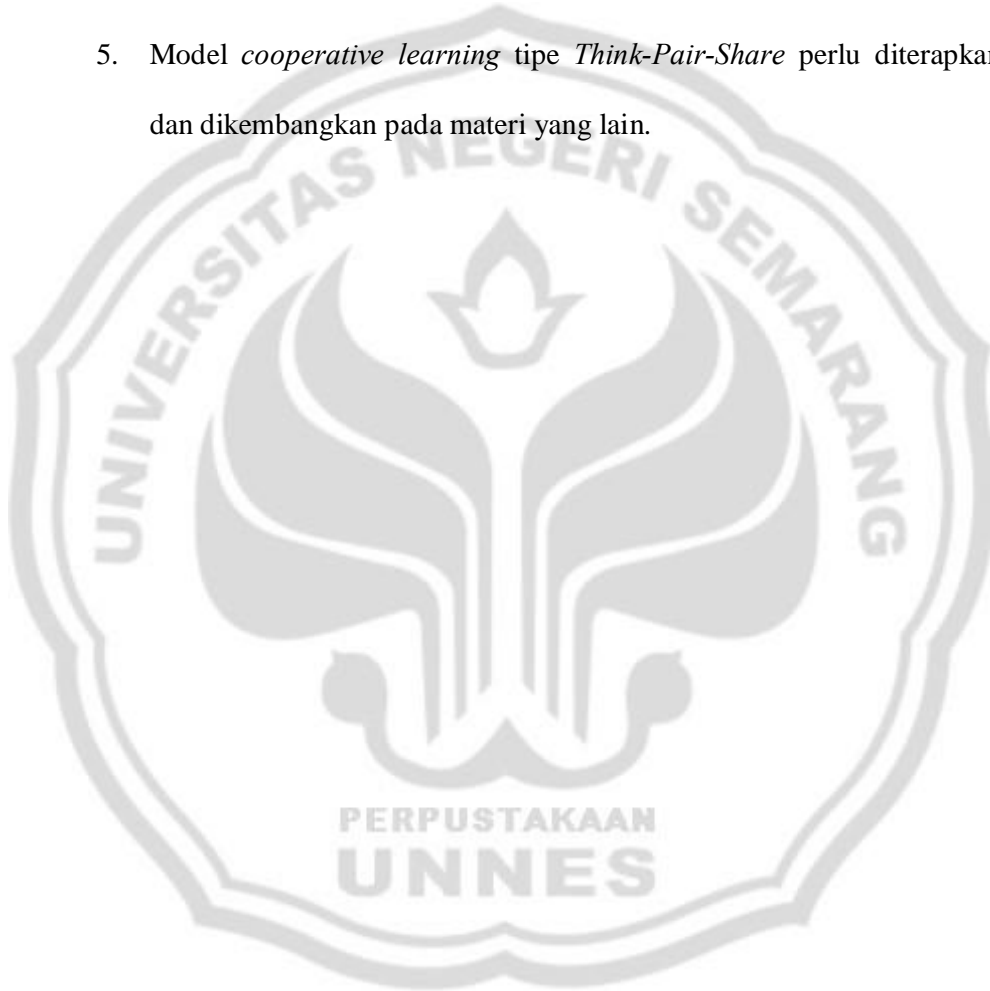 5. Model cooperative learning tipe Think-Pair-Share perlu diterapkan
dan dikembangkan pada materi yang lain.
UNIVERSITAS NEGERI SEMARANG
PERPUSTAKAAN
UNNES